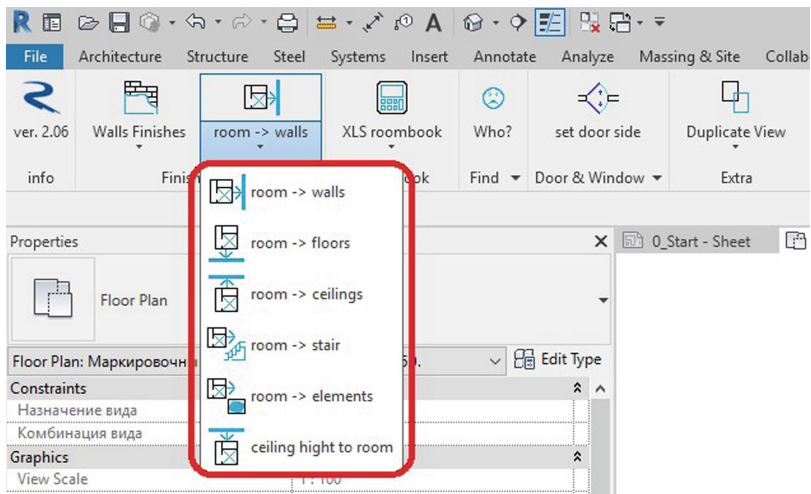 File Architecture Structure Steel Systems Insert Annotate Analyze Massing & Site Collab
ver. 2.06 Walls Finishes room -> walls XLS roombook Who? set door side Duplicate View
info Finis ok Find Door & Window Extra
room -> walls
room -> floors
room -> ceilings
room -> stair
room -> elements
ceiling hight to room
Properties
0_Start - Sheet
Floor Plan
Floor Plan: Маркировочн
Edit Type
Constraints
Назначение вида
Комбинация вида
Graphics
View Scale 1 : 100